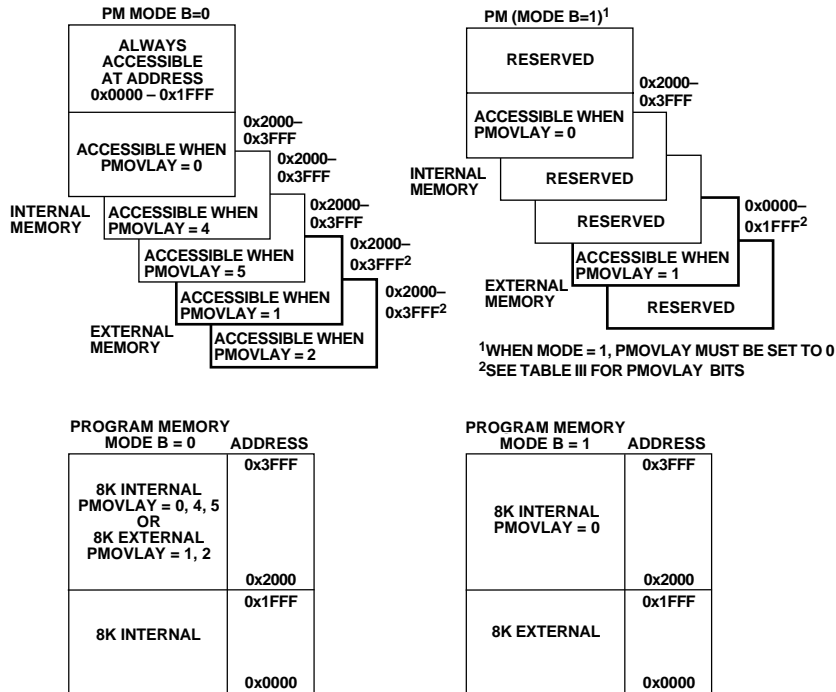 PM MODE B=0
ALWAYS
ACCESSIBLE
AT ADDRESS
0x0000 – 0x1FFF
ACCESSIBLE WHEN
PMOVLAY = 0
0x2000–
0x3FFF
0x2000–
0x3FFF
INTERNAL
MEMORY
ACCESSIBLE WHEN
PMOVLAY = 4
0x2000–
0x3FFF
ACCESSIBLE WHEN
PMOVLAY = 5
0x2000–
0x3FFF²
ACCESSIBLE WHEN
PMOVLAY = 1
0x2000–
0x3FFF²
EXTERNAL
MEMORY
ACCESSIBLE WHEN
PMOVLAY = 2
PM (MODE B=1)¹
RESERVED
0x2000–
0x3FFF
ACCESSIBLE WHEN
PMOVLAY = 0
INTERNAL
MEMORY
RESERVED
RESERVED
0x0000–
0x1FFF²
ACCESSIBLE WHEN
PMOVLAY = 1
EXTERNAL
MEMORY
RESERVED
¹WHEN MODE = 1, PMOVLAY MUST BE SET TO 0
²SEE TABLE III FOR PMOVLAY BITS
PROGRAM MEMORY
MODE B = 0 ADDRESS
0x3FFF
8K INTERNAL
PMOVLAY = 0, 4, 5
OR
8K EXTERNAL
PMOVLAY = 1, 2
0x2000
0x1FFF
8K INTERNAL
0x0000
PROGRAM MEMORY
MODE B = 1 ADDRESS
0x3FFF
8K INTERNAL
PMOVLAY = 0
0x2000
0x1FFF
8K EXTERNAL
0x0000